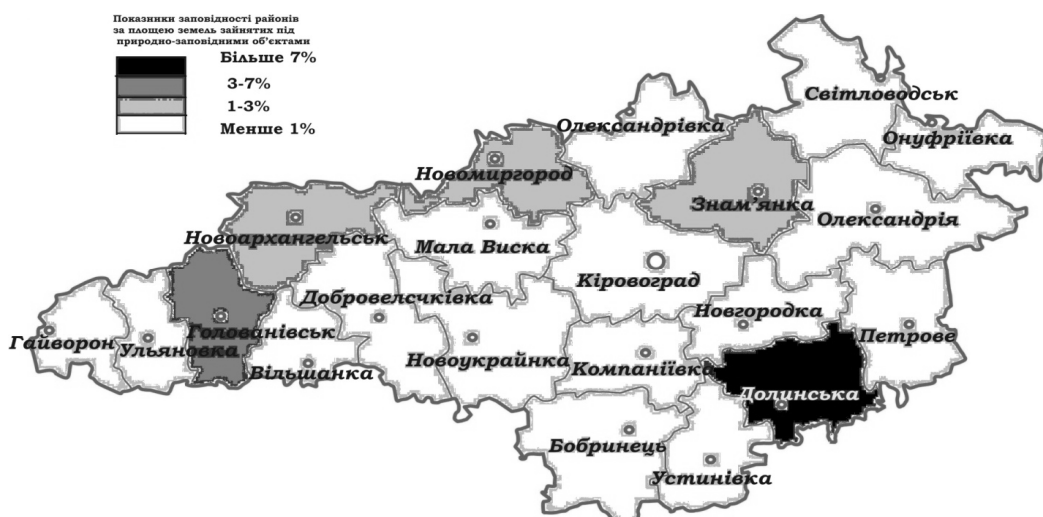 Показники заповідності районів
за площею земель зайнятих під
природно-заповідними об'єктами
Більше 7%
3-7%
1-3%
Менше 1%
Світловодськ
Олександрівка
Онуфріївка
Новомиргород
Знам'янка
Олександрія
Новоархангельськ
Мала Виска
Кіровоград
Добровелсчківка
Новгородка
Голованівськ
Петрове
Гайворон
Ульяновка
Новоукраїнка
Компаніївка
Вільшанка
Долинська
Бобринець
Устинівка